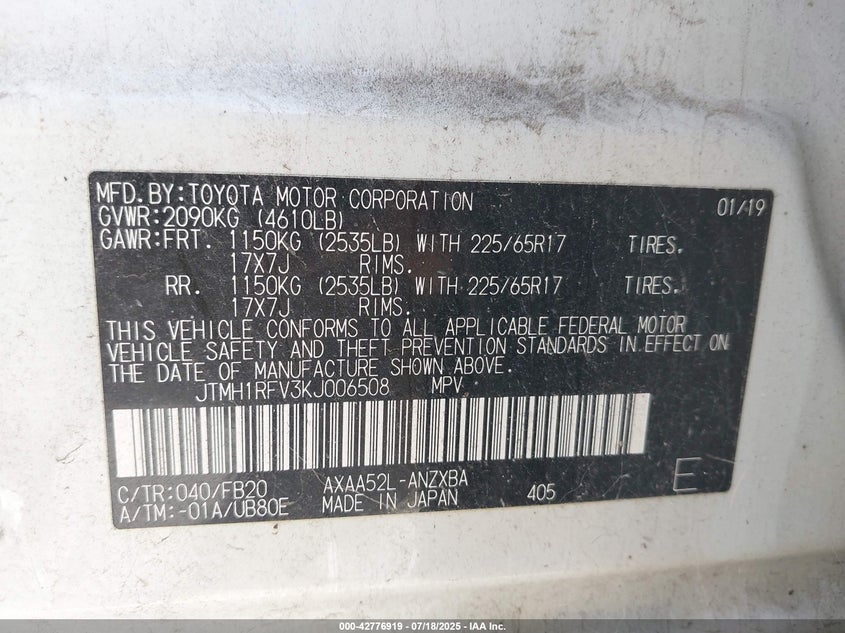 MFD.BY:TOYOTA MOTOR CORPORATION 01/19
GVWR:2090KG (4610LB)
GAWR:FRT. 1150KG (2535LB) WITH 225/65R17 TIRES.
17X7J RIMS.
RR. 1150KG (2535LB) WITH 225/65R17 TIRES.
17X7J RIMS.
THIS VEHICLE CONFORMS TO ALL APPLICABLE FEDERAL MOTOR
VEHICLE SAFETY AND THEFT PREVENTION STANDARDS IN EFFECT ON
THE DATE OF MANUFACTURE SHOWN ABOVE.
JTMH1RFV3KJ006508 MPV
C/TR:040/FB20 AXAA52L-ANZXBA
A/TM:-01A/UB80E MADE IN JAPAN 405 E
000-42776919 - 07/18/2025 - IAA Inc.